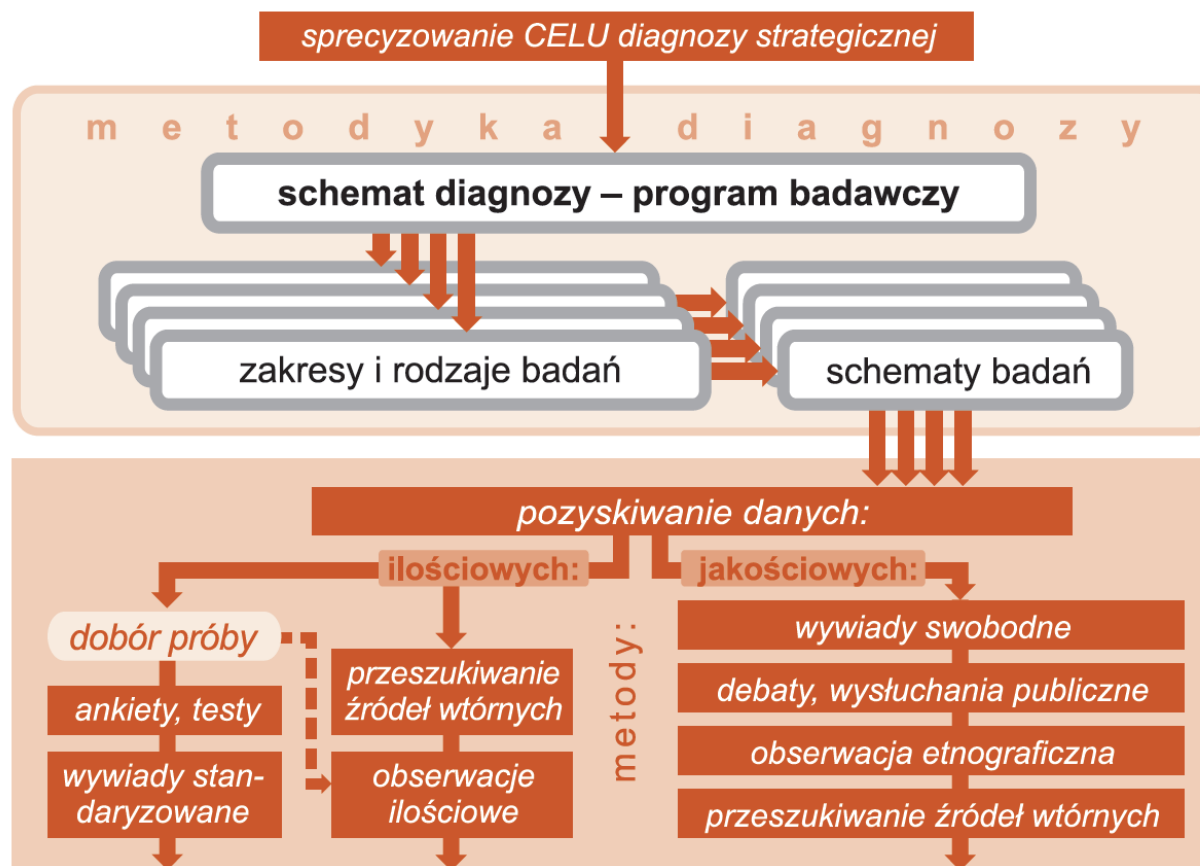 sprecyzowanie CELU diagnozy strategicznej
metodyka diagnozy
schemat diagnozy – program badawczy
zakresy i rodzaje badań
schematy badań
pozyskiwanie danych:
ilościowych:
jakościowych:
dobór próby
ankiety, testy
wywiady stan-
daryzowane
przeszukiwanie
źródeł wtórnych
obserwacje
ilościowe
metody:
wywiady swobodne
debaty, wysłuchania publiczne
obserwacja etnograficzna
przeszukiwanie źródeł wtórnych